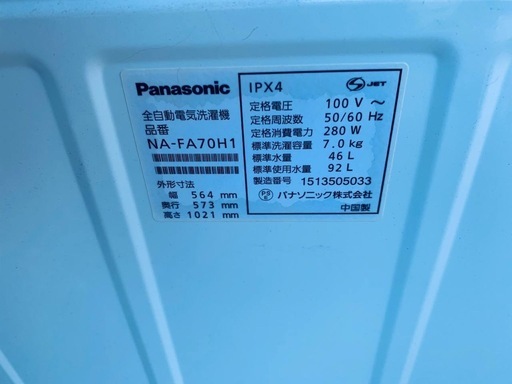 Panasonic
全自動電気洗濯機
品番
NA-FA70H1
外形寸法
幅 564 mm
奥行 573 mm
高さ 1021 mm
IPX4
S JET
定格電圧 100 V ～
定格周波数 50/60 Hz
定格消費電力 280 W
標準洗濯容量 7.0 kg
標準水量 46 L
標準使用水量 92 L
製造番号 1513505033
PS E パナソニック株式会社
中国製